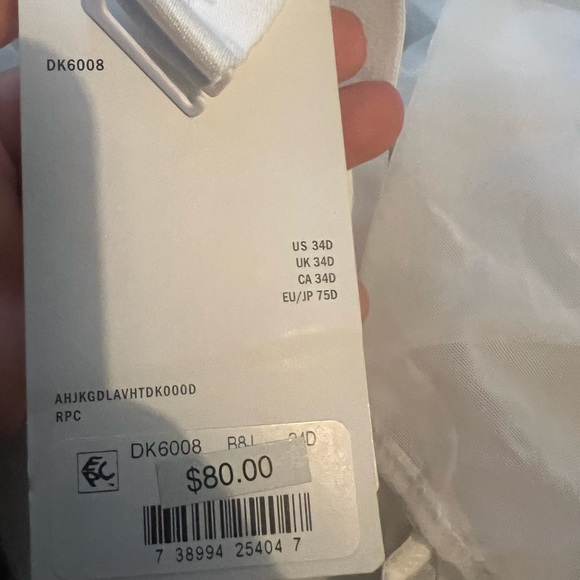 DK6008
US 34D
UK 34D
CA 34D
EU/JP 75D
AHJKGDLAVHTDK000D
RPC
DK6008
EPC
$80.00
7 38994 25404 7